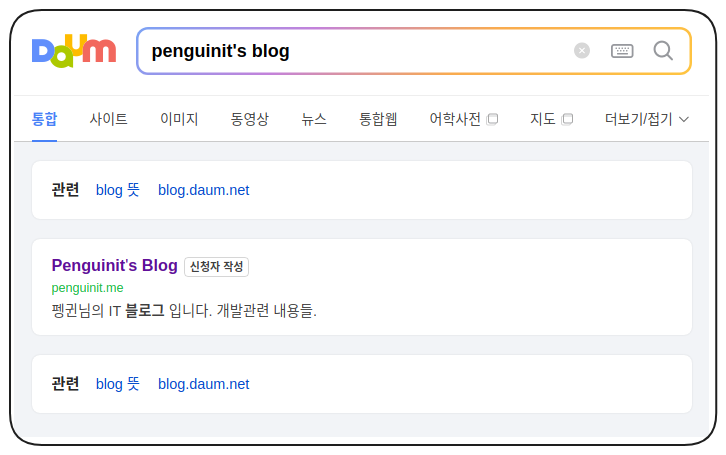 Daum penguinit's blog
통합 사이트 이미지 동영상 뉴스 통합웹 어학사전 지도 더보기/접기
관련 blog 뜻 blog.daum.net
Penguinit's Blog 신청자 작성
penguinit.me
펭귄님의 IT 블로그 입니다. 개발관련 내용들.
관련 blog 뜻 blog.daum.net